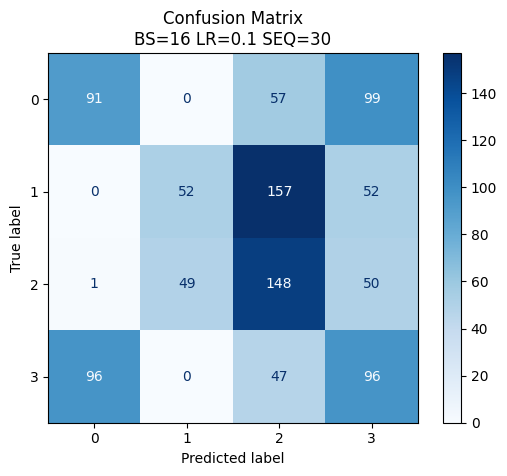 Confusion Matrix
BS=16 LR=0.1 SEQ=30
0 91 0 57 99
1 0 52 157 52
2 1 49 148 50
3 96 0 47 96
0 1 2 3
Predicted label
True label
140
120
100
80
60
40
20
0